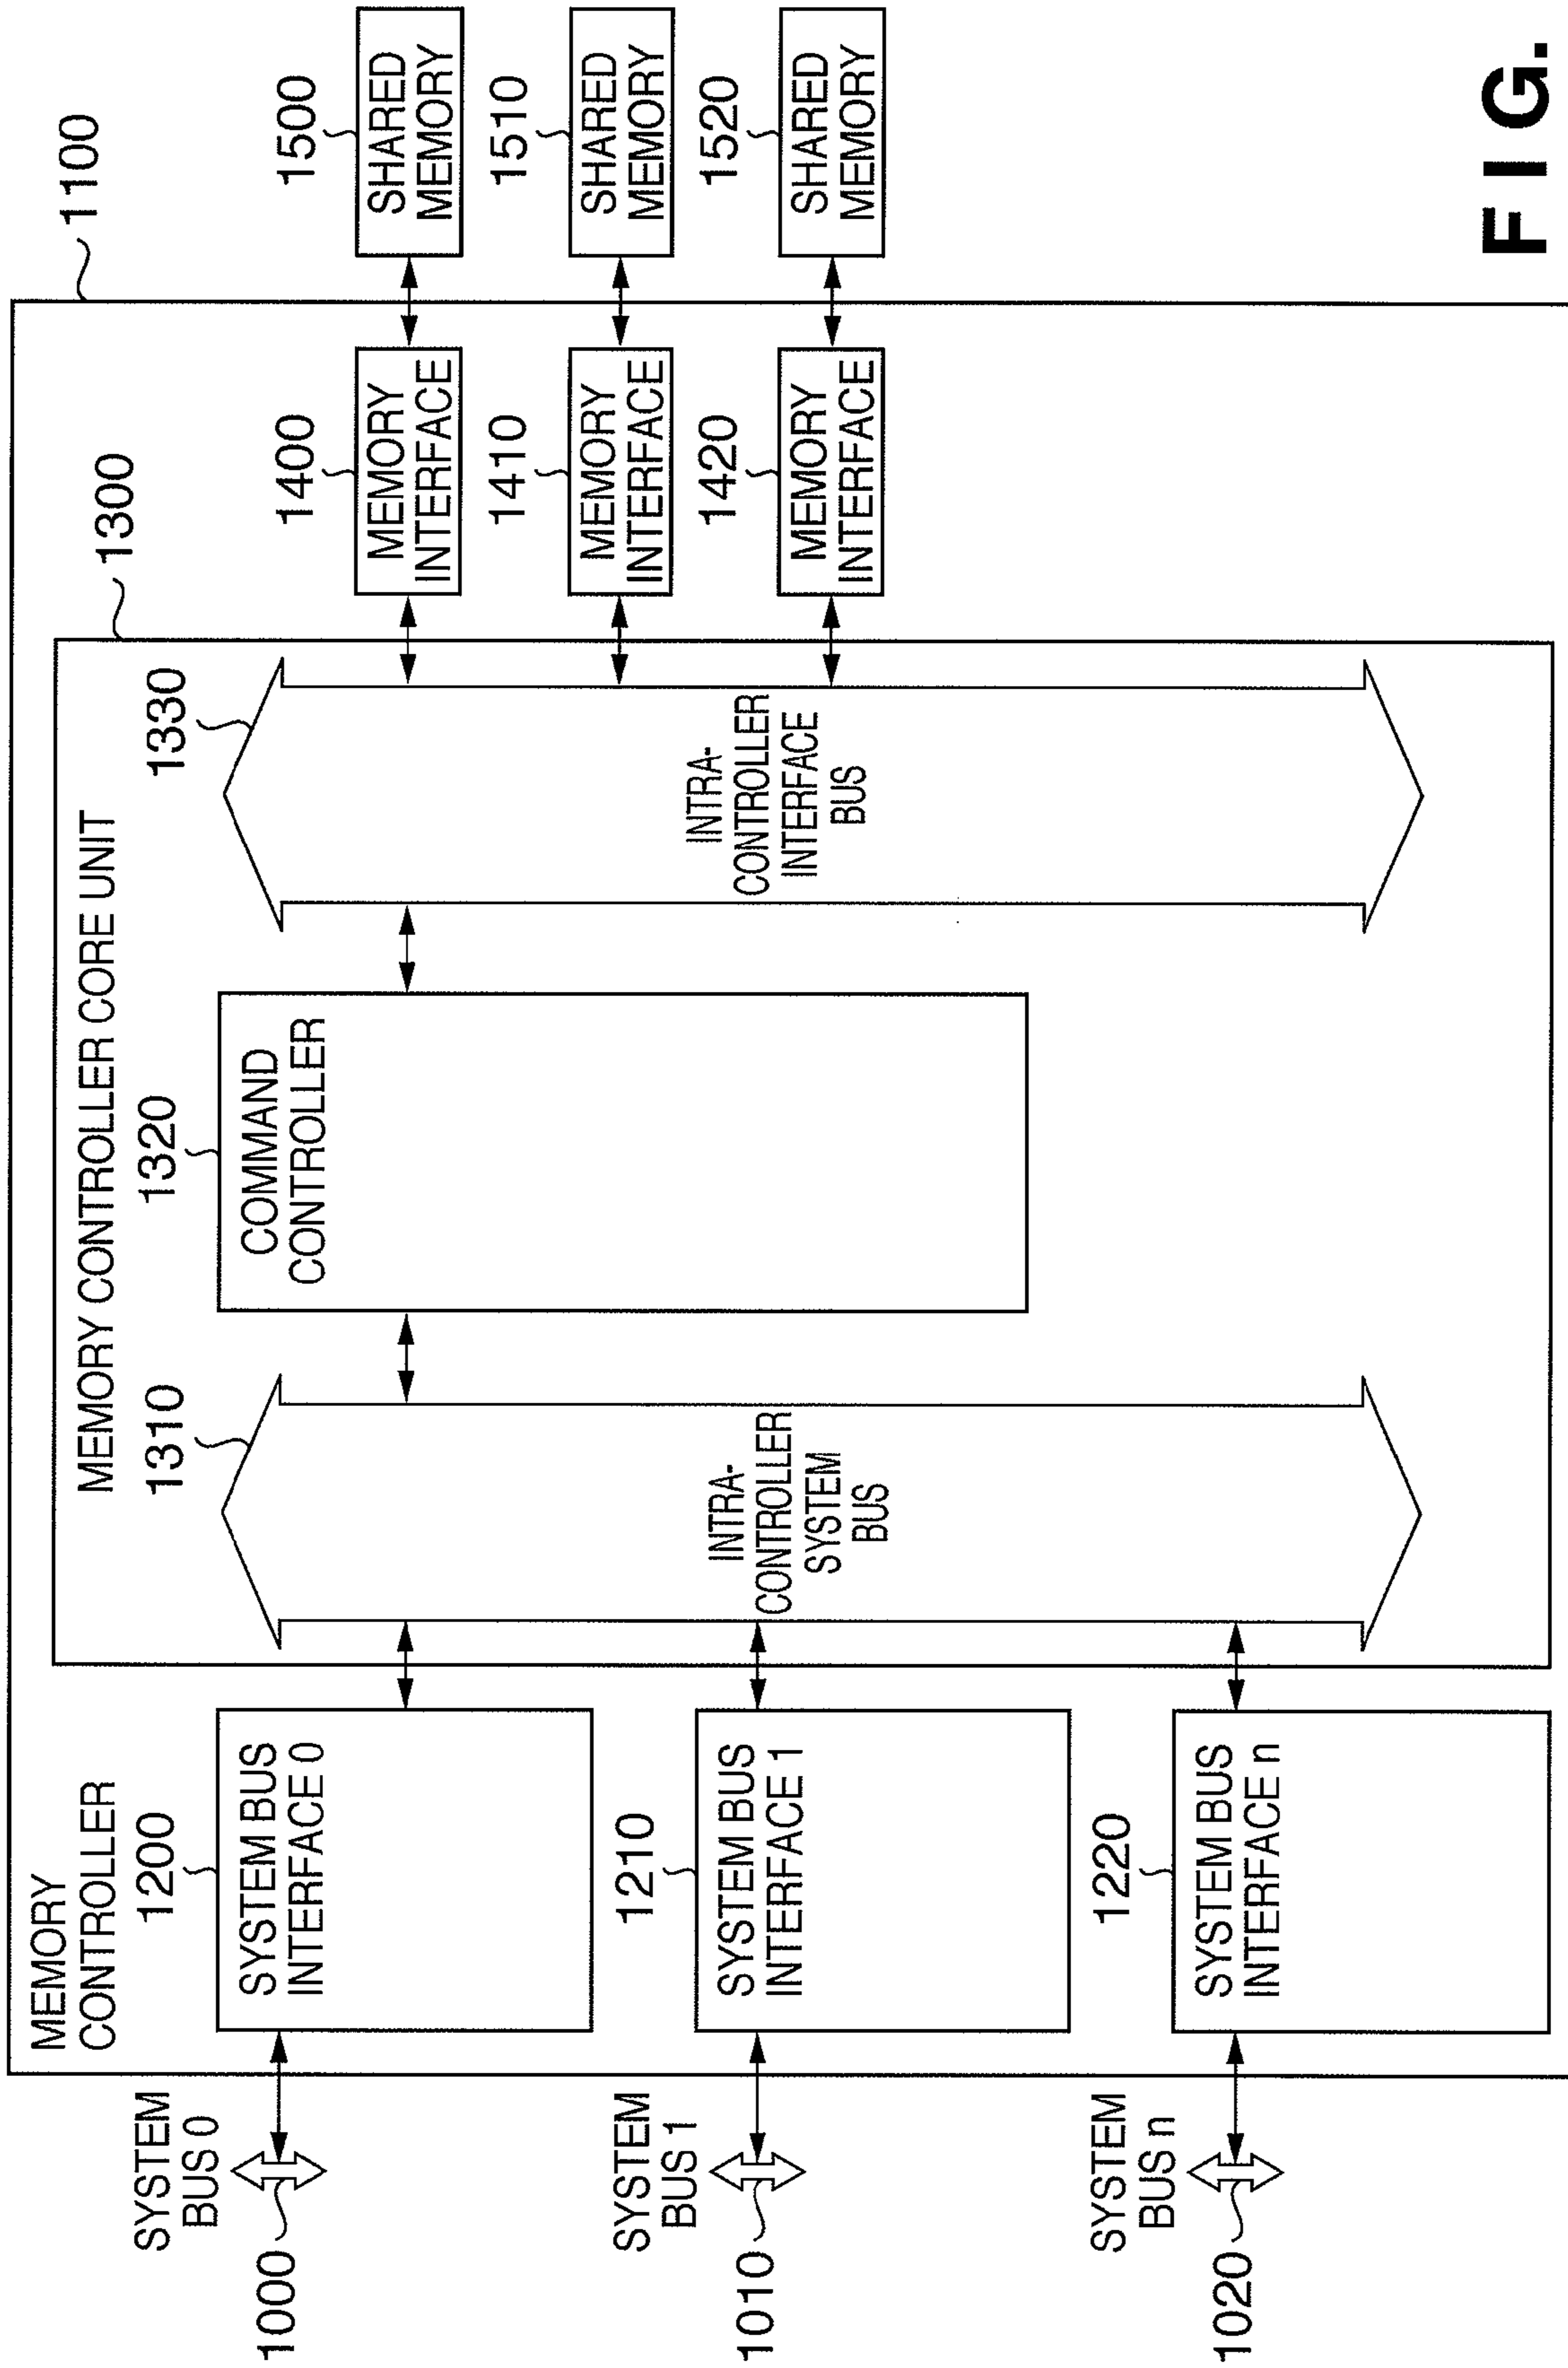 MEMORY
CONTROLLER
1100
MEMORY CONTROLLER CORE UNIT
1300
SYSTEM
BUS 0
1000
1200
SYSTEM BUS
INTERFACE 0
SYSTEM
BUS 1
1010
1210
SYSTEM BUS
INTERFACE 1
SYSTEM
BUS n
1020
1220
SYSTEM BUS
INTERFACE n
1310
INTRA-
CONTROLLER
SYSTEM
BUS
1320
COMMAND
CONTROLLER
1330
INTRA-
CONTROLLER
INTERFACE
BUS
1400
MEMORY
INTERFACE
1410
MEMORY
INTERFACE
1420
MEMORY
INTERFACE
1500
SHARED
MEMORY
1510
SHARED
MEMORY
1520
SHARED
MEMORY
FIG.